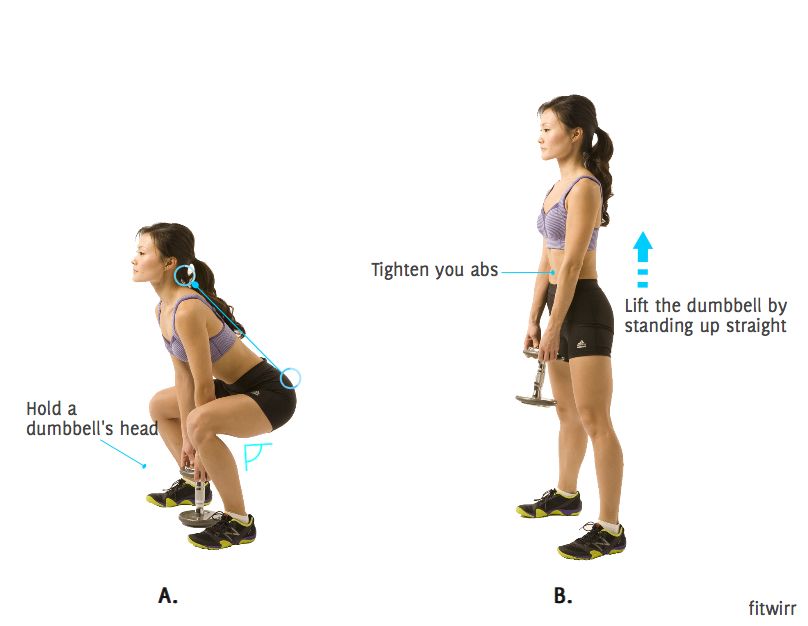 Tighten you abs
Lift the dumbbell by
standing up straight
Hold a
dumbbell's head
A.
B.
fitwirr